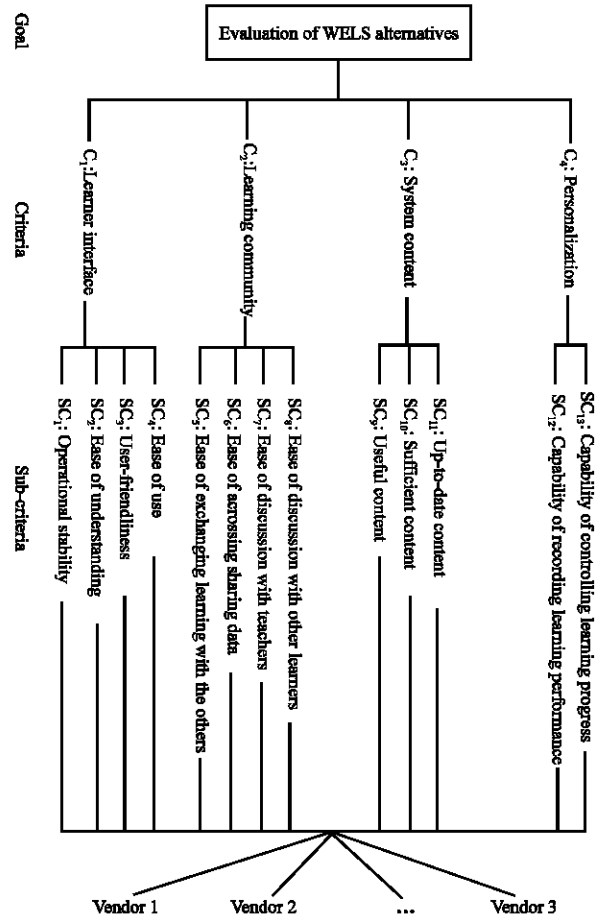 Goal
Evaluation of WELS alternatives
Criteria
C1:Learner interface
C2:Learning community
C3: System content
C4: Personalization
Sub-criteria
SC1: Operational stability
SC2: Ease of understanding
SC3: User-friendliness
SC4: Ease of use
SC5: Ease of exchanging learning with the others
SC6: Ease of acrossing sharing data
SC7: Ease of discussion with teachers
SC8: Ease of discussion with other learners
SC9: Useful content
SC10: Sufficient content
SC11: Up-to-date content
SC12: Capability of recording learning performance
SC13: Capability of controlling learning progress
Vendor 1
Vendor 2
...
Vendor 3